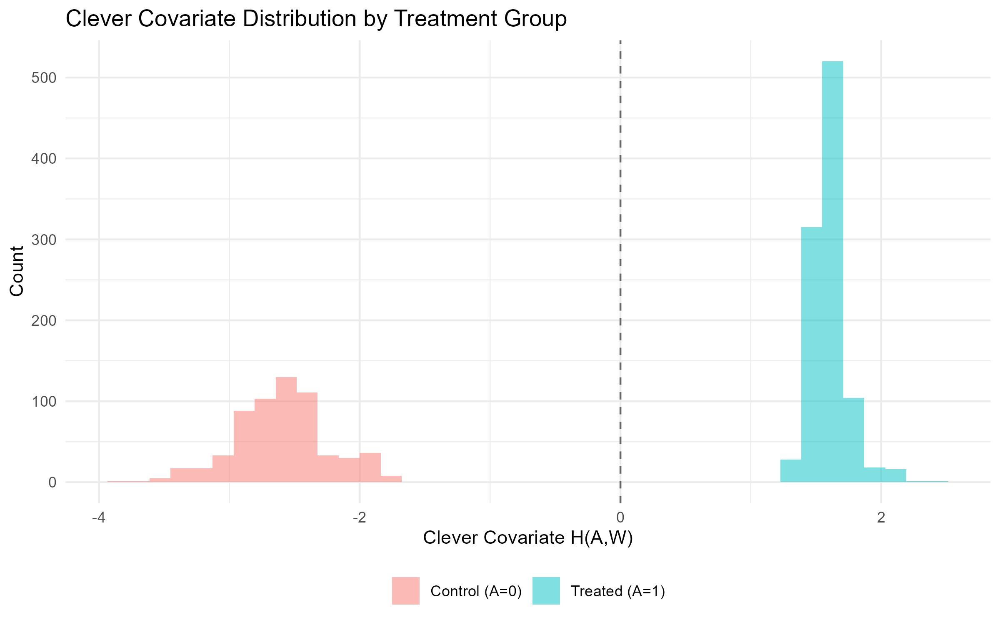 Clever Covariate Distribution by Treatment Group
500
400
300
200
100
0
Count
-4
-2
0
2
Clever Covariate H(A,W)
Control (A=0)
Treated (A=1)